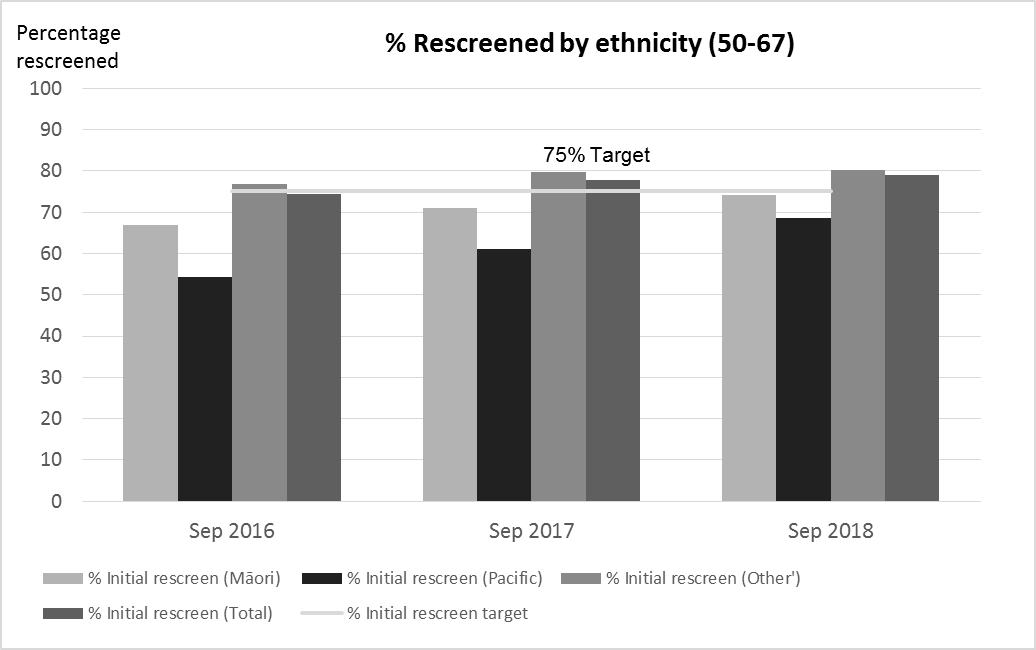 Percentage
rescreened
% Rescreened by ethnicity (50-67)
100
90
80
70
60
50
40
30
20
10
0
75% Target
Sep 2016
Sep 2017
Sep 2018
% Initial rescreen (Māori)
% Initial rescreen (Pacific)
% Initial rescreen (Other')
% Initial rescreen (Total)
% Initial rescreen target